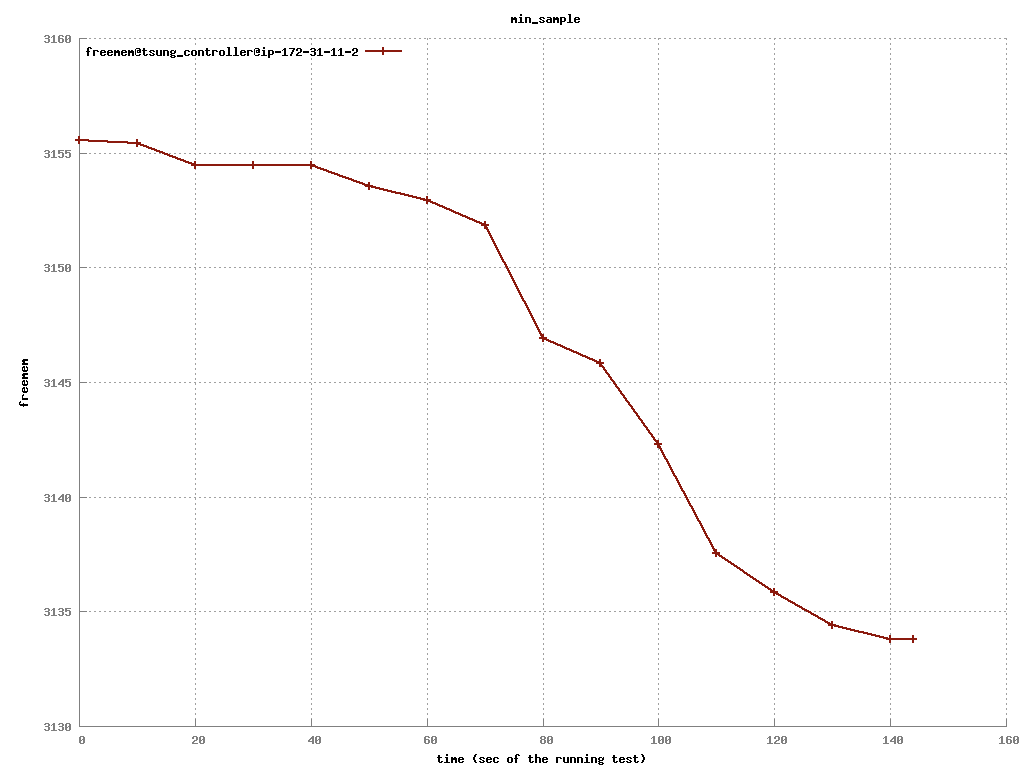 min_sample
3160
freemem@tsung_controller@ip-172-31-11-2
3155
3150
3145
freemem
3140
3135
3130
0 20 40 60 80 100 120 140 160
time (sec of the running test)